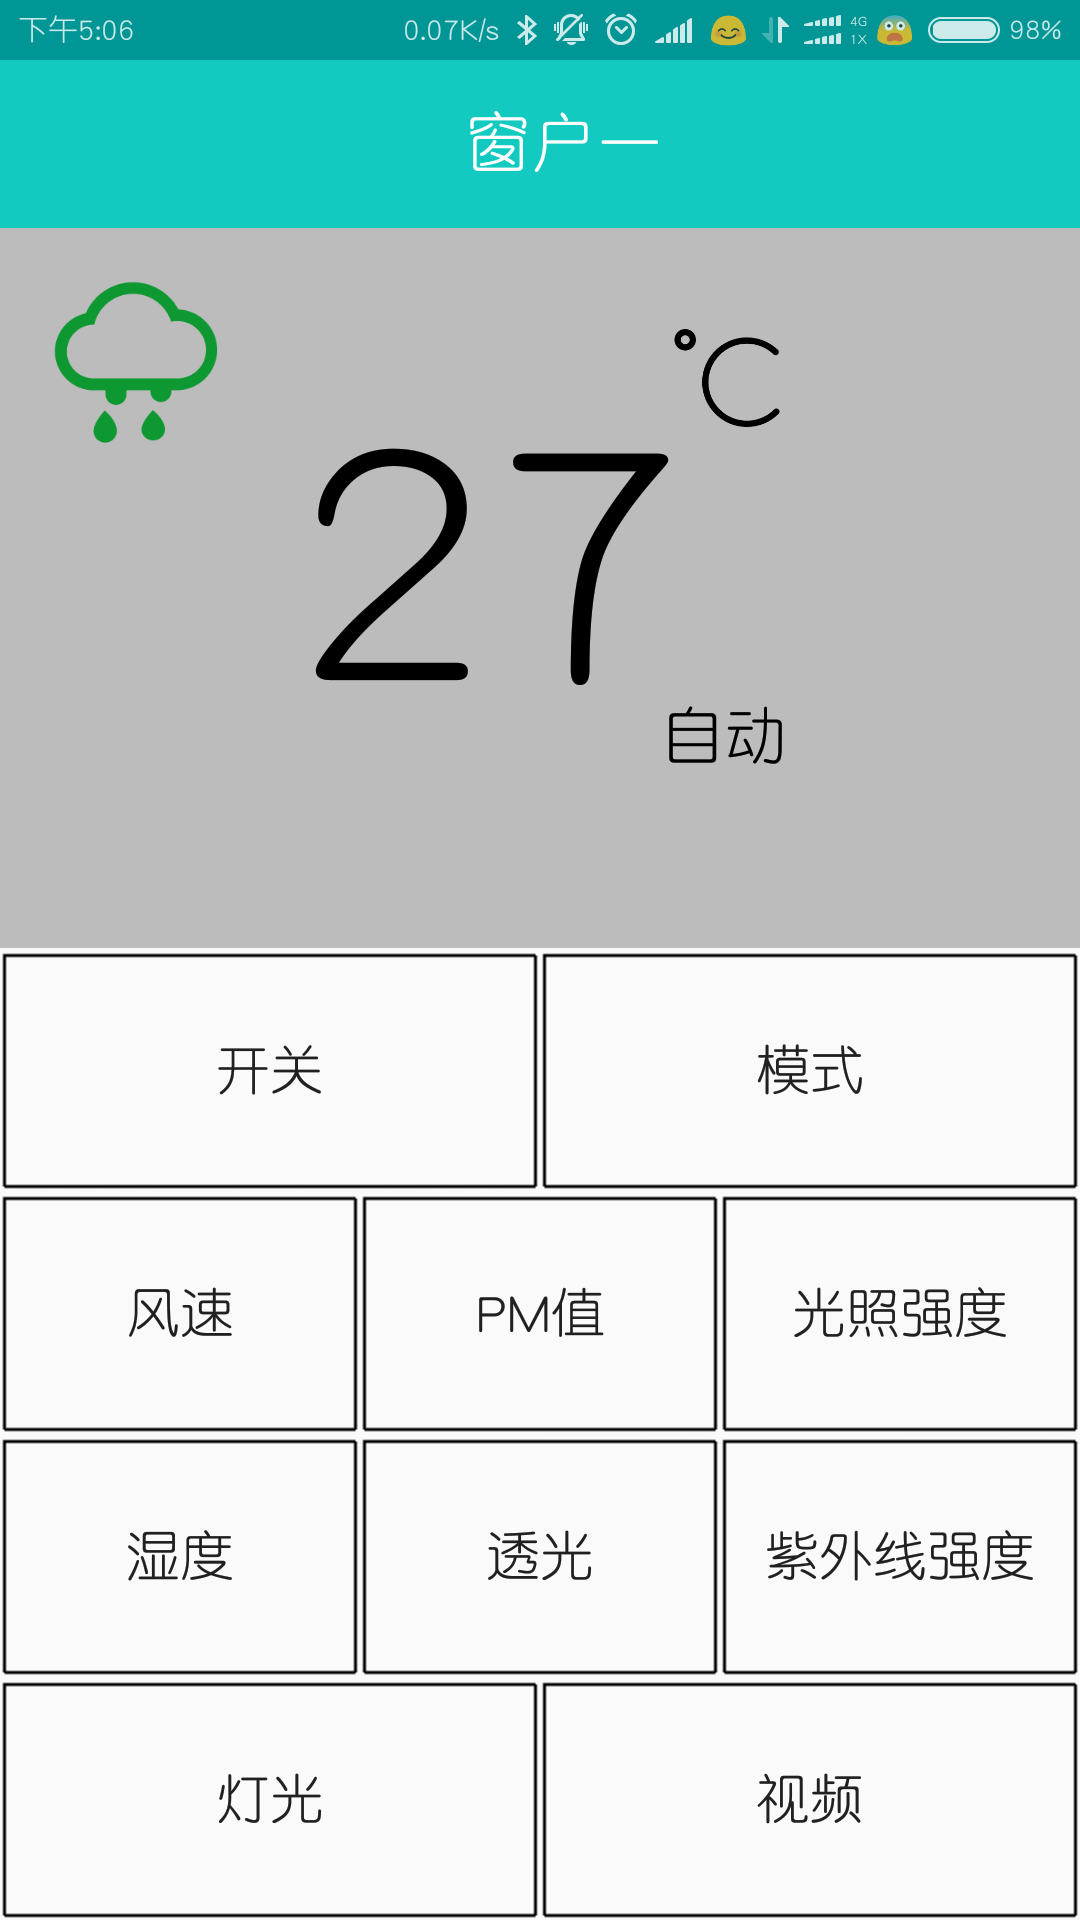 下午5:06 0.07K/s 4G 1X 98%
窗户一
℃
27
自动
开关 模式
风速 PM值 光照强度
湿度 透光 紫外线强度
灯光 视频